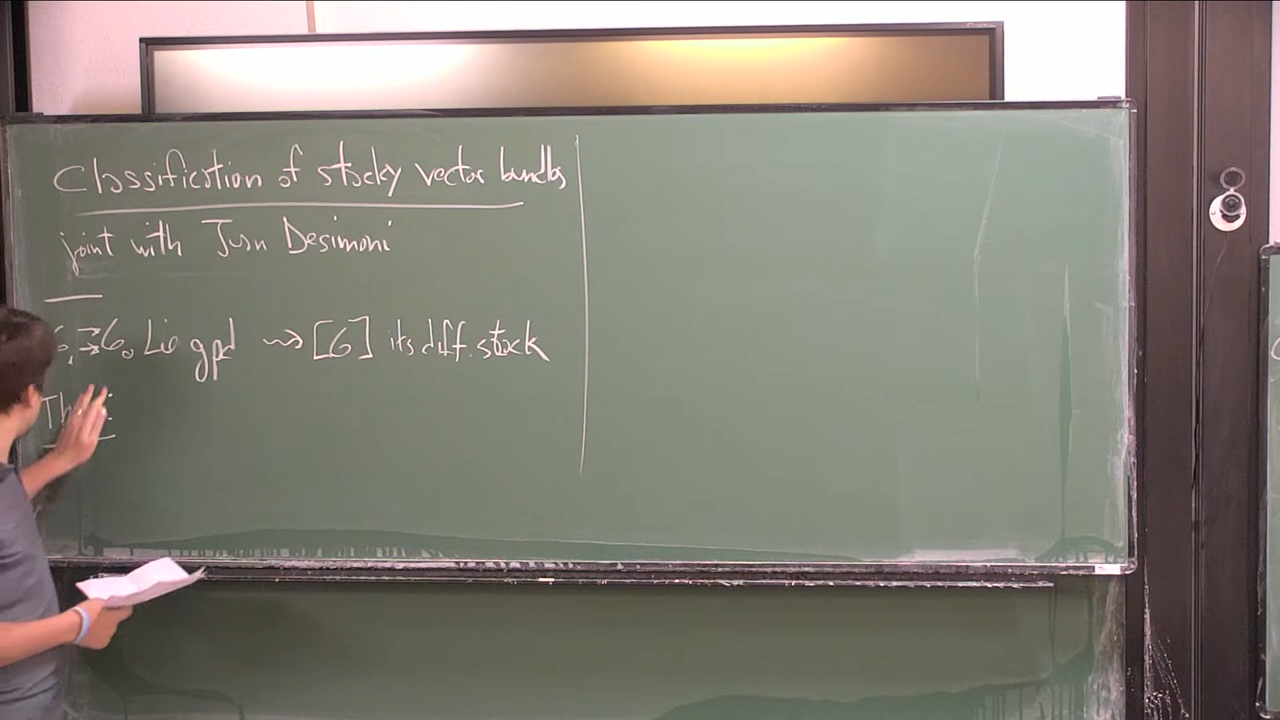 Classification of stacky vector bundles
joint with Juan Desimoni
G₁ ⇉ G₀ Lie gpd ⇝ [G] its diff. stack